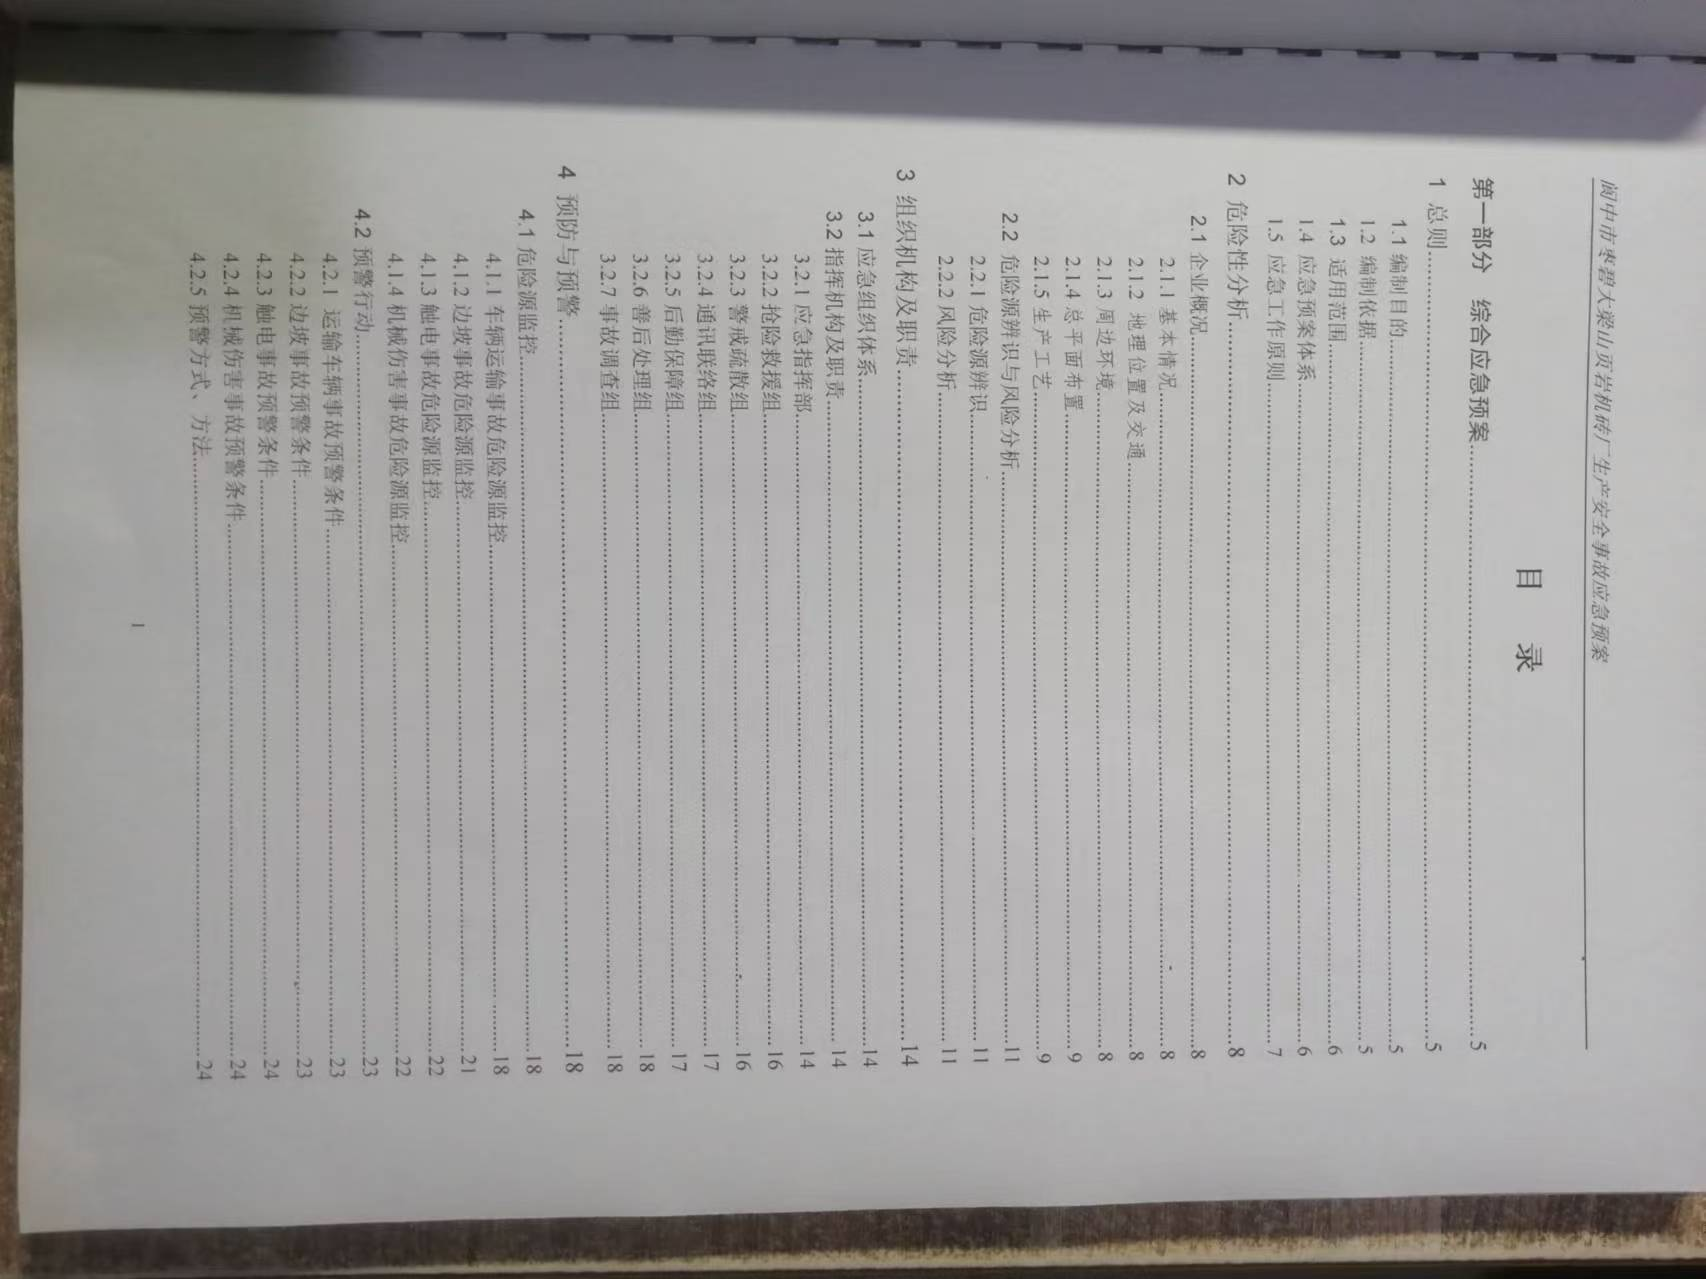 阆中市枣碧大梁山页岩机砖厂生产安全事故应急预案
目 录
第一部分 综合应急预案........................5
1 总则........................5
1.1 编制目的........................5
1.2 编制依据........................5
1.3 适用范围........................6
1.4 应急预案体系........................6
1.5 应急工作原则........................7
2 危险性分析........................8
2.1 企业概况........................8
2.1.1 基本情况........................8
2.1.2 地理位置及交通........................8
2.1.3 周边环境........................8
2.1.4 总平面布置........................9
2.1.5 生产工艺........................9
2.2 危险源辨识与风险分析........................11
2.2.1 危险源辨识........................11
2.2.2 风险分析........................11
3 组织机构及职责........................14
3.1 应急组织体系........................14
3.2 指挥机构及职责........................14
3.2.1 应急指挥部........................14
3.2.2 抢险救援组........................16
3.2.3 警戒疏散组........................16
3.2.4 通讯联络组........................17
3.2.5 后勤保障组........................17
3.2.6 善后处理组........................18
3.2.7 事故调查组........................18
4 预防与预警........................18
4.1 危险源监控........................18
4.1.1 车辆运输事故危险源监控........................18
4.1.2 边坡事故危险源监控........................21
4.1.3 触电事故危险源监控........................22
4.1.4 机械伤害事故危险源监控........................22
4.2 预警行动........................23
4.2.1 运输车辆事故预警条件........................23
4.2.2 边坡事故预警条件........................23
4.2.3 触电事故预警条件........................24
4.2.4 机械伤害事故预警条件........................24
4.2.5 预警方式、方法........................24
1